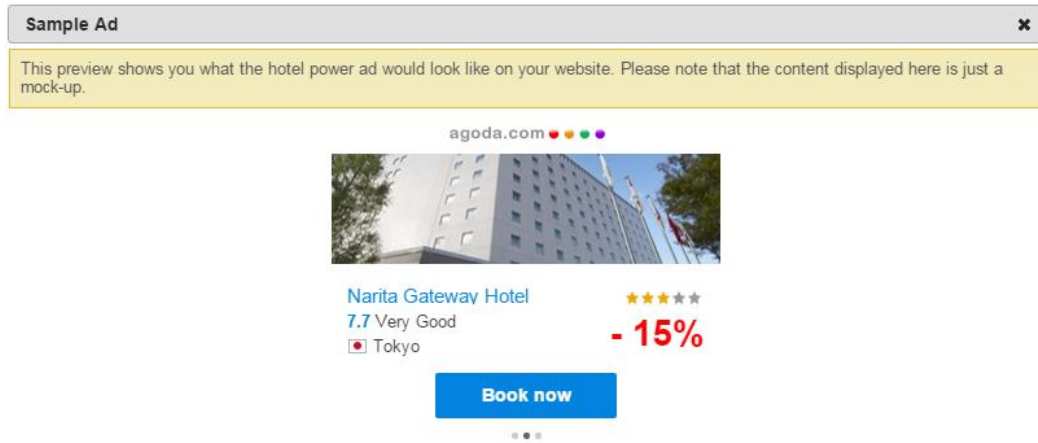 Sample Ad
This preview shows you what the hotel power ad would look like on your website. Please note that the content displayed here is just a
mock-up.
agoda.com
Narita Gateway Hotel
7.7 Very Good
Tokyo
- 15%
Book now